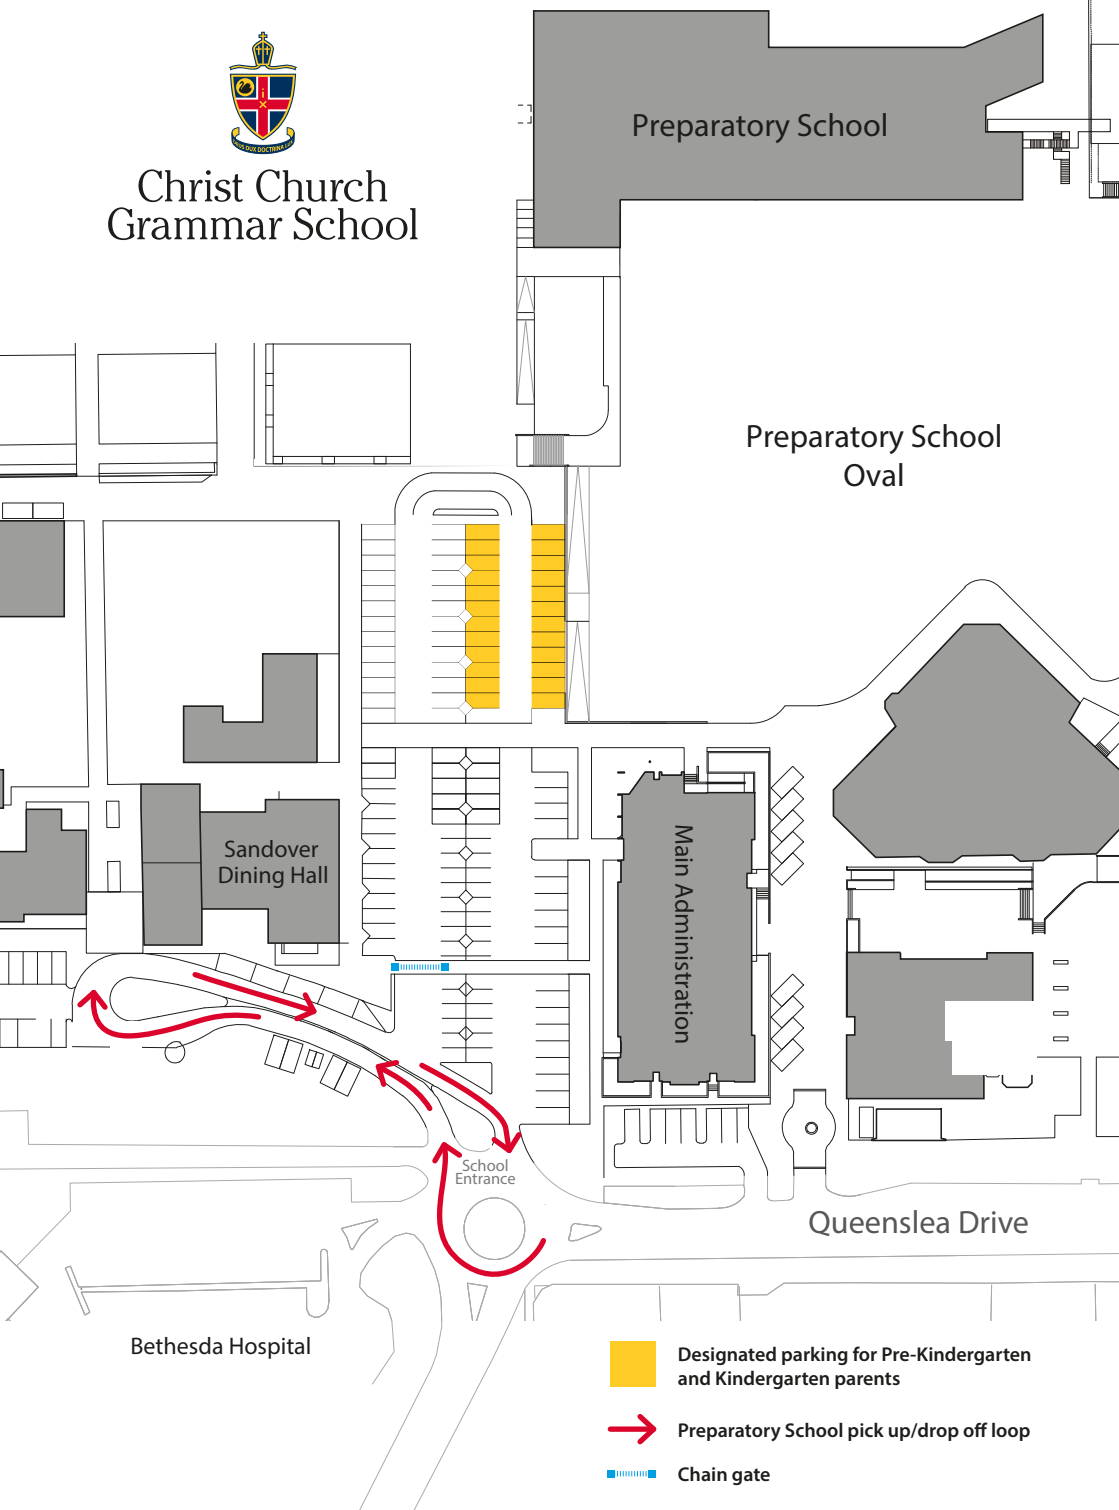 Christ Church
Grammar School
Preparatory School
Preparatory School
Oval
Sandover
Dining Hall
Main Administration
School
Entrance
Queenslea Drive
Bethesda Hospital
Designated parking for Pre-Kindergarten
and Kindergarten parents
Preparatory School pick up/drop off loop
Chain gate